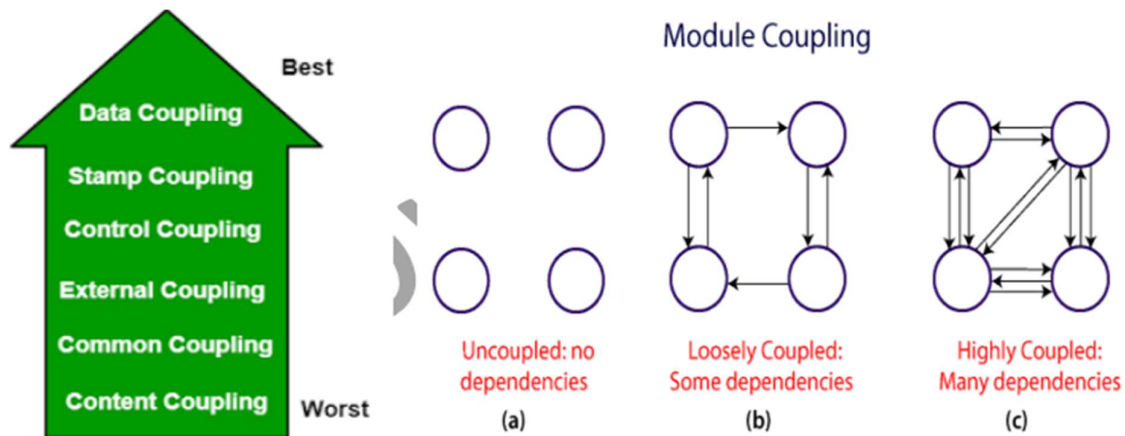 Best
Data Coupling
Stamp Coupling
Control Coupling
External Coupling
Common Coupling
Content Coupling
Worst
Module Coupling
Uncoupled: no
dependencies
(a)
Loosely Coupled:
Some dependencies
(b)
Highly Coupled:
Many dependencies
(c)